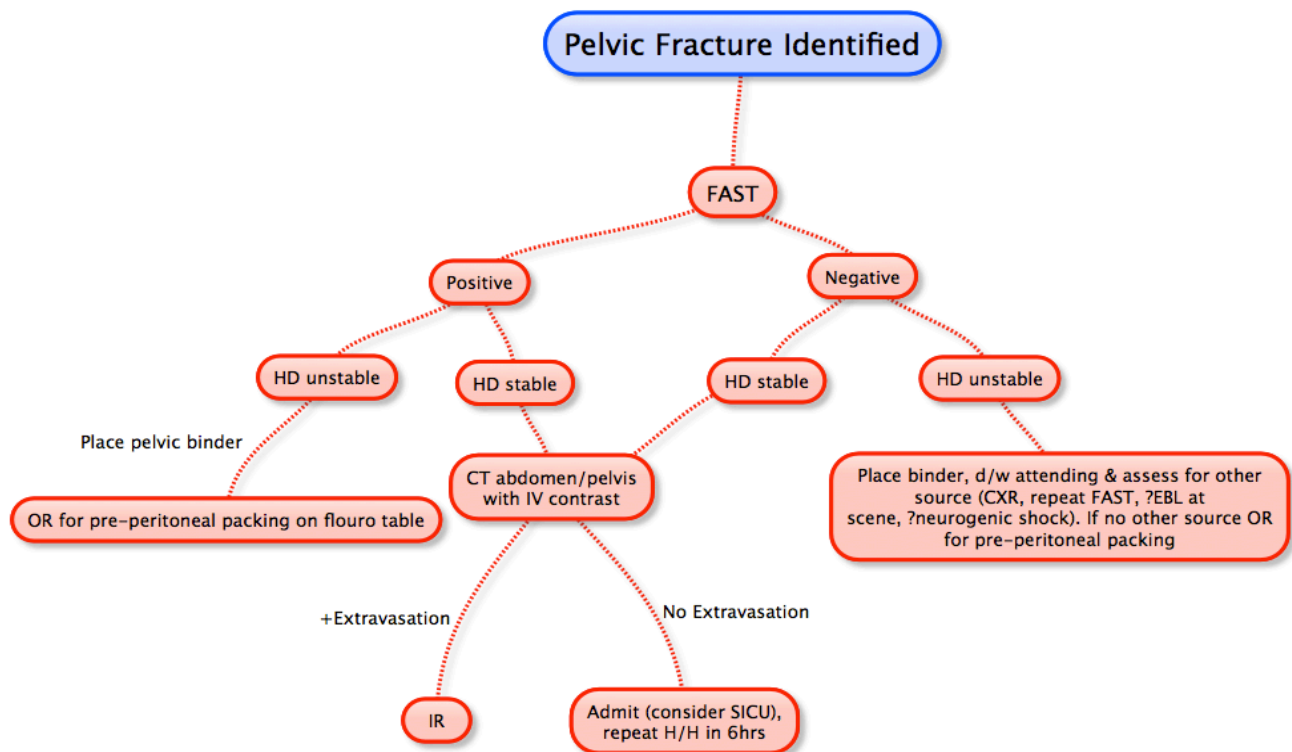 Pelvic Fracture Identified
FAST
Positive
Negative
HD unstable
HD stable
HD stable
HD unstable
Place pelvic binder
OR for pre-peritoneal packing on flouro table
CT abdomen/pelvis
with IV contrast
Place binder, d/w attending & assess for other
source (CXR, repeat FAST, ?EBL at
scene, ?neurogenic shock). If no other source OR
for pre-peritoneal packing
+Extravasation
No Extravasation
IR
Admit (consider SICU),
repeat H/H in 6hrs